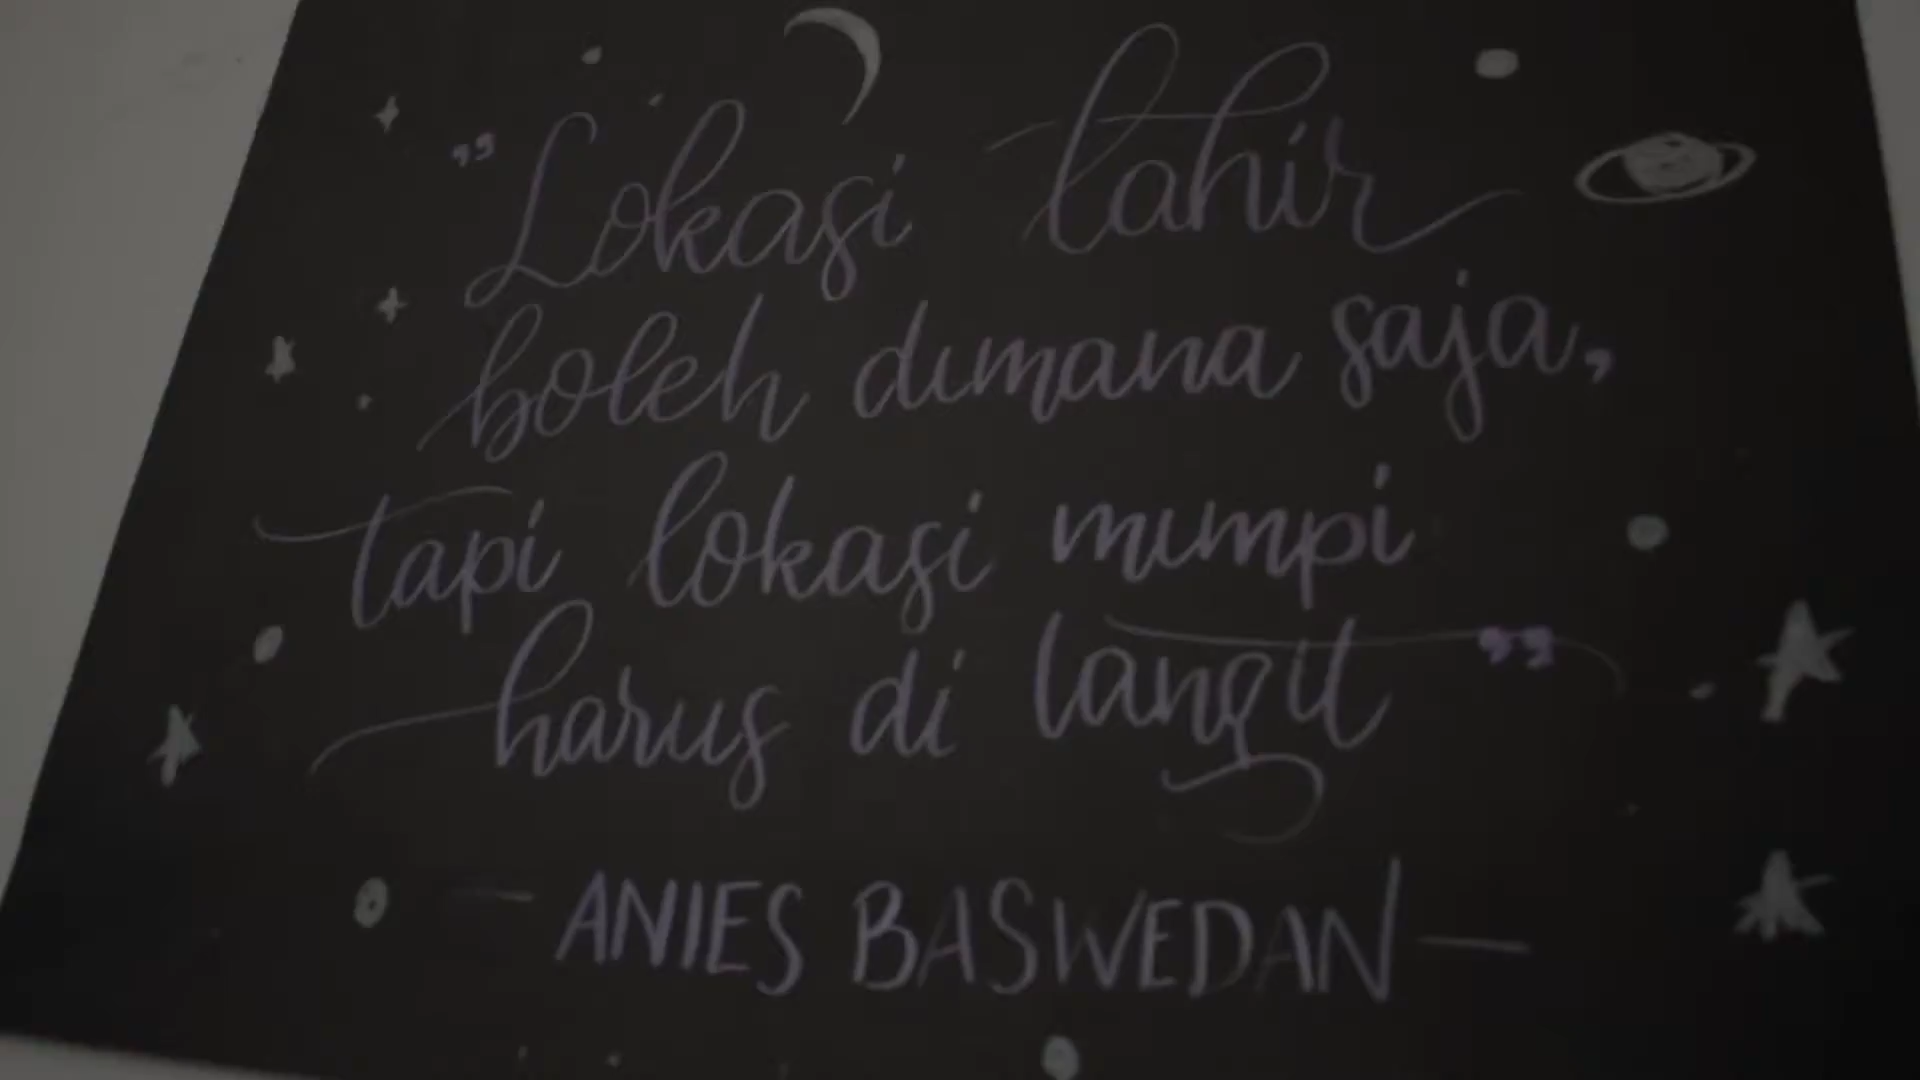 "Lokasi lahir
boleh dimana saja,
tapi lokasi mimpi
harus di langit"
— ANIES BASWEDAN —